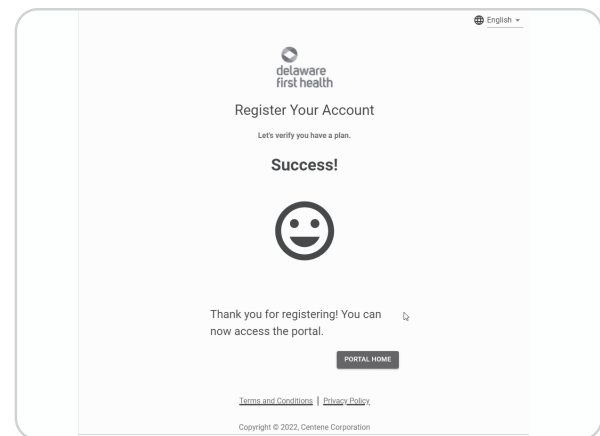 English
delaware
first health
Register Your Account
Let's verify you have a plan.
Success!
Thank you for registering! You can
now access the portal.
PORTAL HOME
Terms and Conditions | Privacy Policy
Copyright © 2022, Centene Corporation